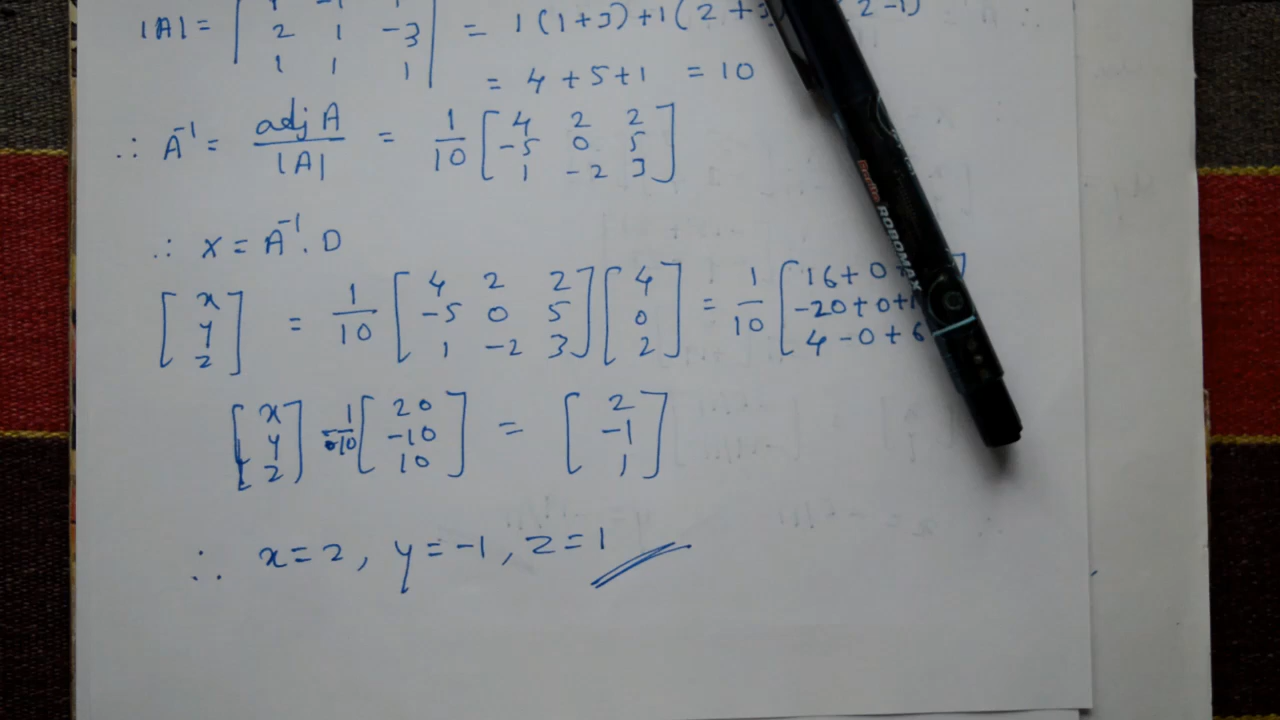 |A| = | 2 1 -3 | = 1(1+3)+1(2+3 (2-1)
1 1 1 = 4+5+1 = 10
∴ A⁻¹ = adj A / |A| = 1/10 [ 4 2 2
-5 0 5
1 -2 3 ]
∴ X = A⁻¹. D
[ x y z ] = 1/10 [ 4 2 2 ; -5 0 5 ; 1 -2 3 ] [ 4 ; 0 ; 2 ] = 1/10 [ 16+0+ ; -20+0+1 ; 4-0+6 ]
[ x y z ] = 1/10 [ 20 ; -10 ; 10 ] = [ 2 ; -1 ; 1 ]
∴ x=2, y=-1, z=1
ROBOMAX